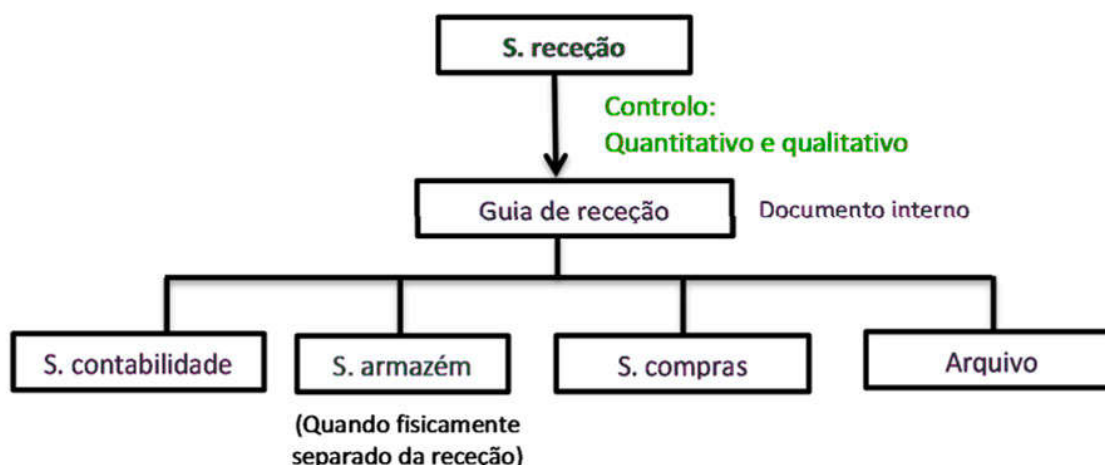 S. receção
Controlo:
Quantitativo e qualitativo
Guia de receção
Documento interno
S. contabilidade
S. armazém
S. compras
Arquivo
(Quando fisicamente
separado da receção)